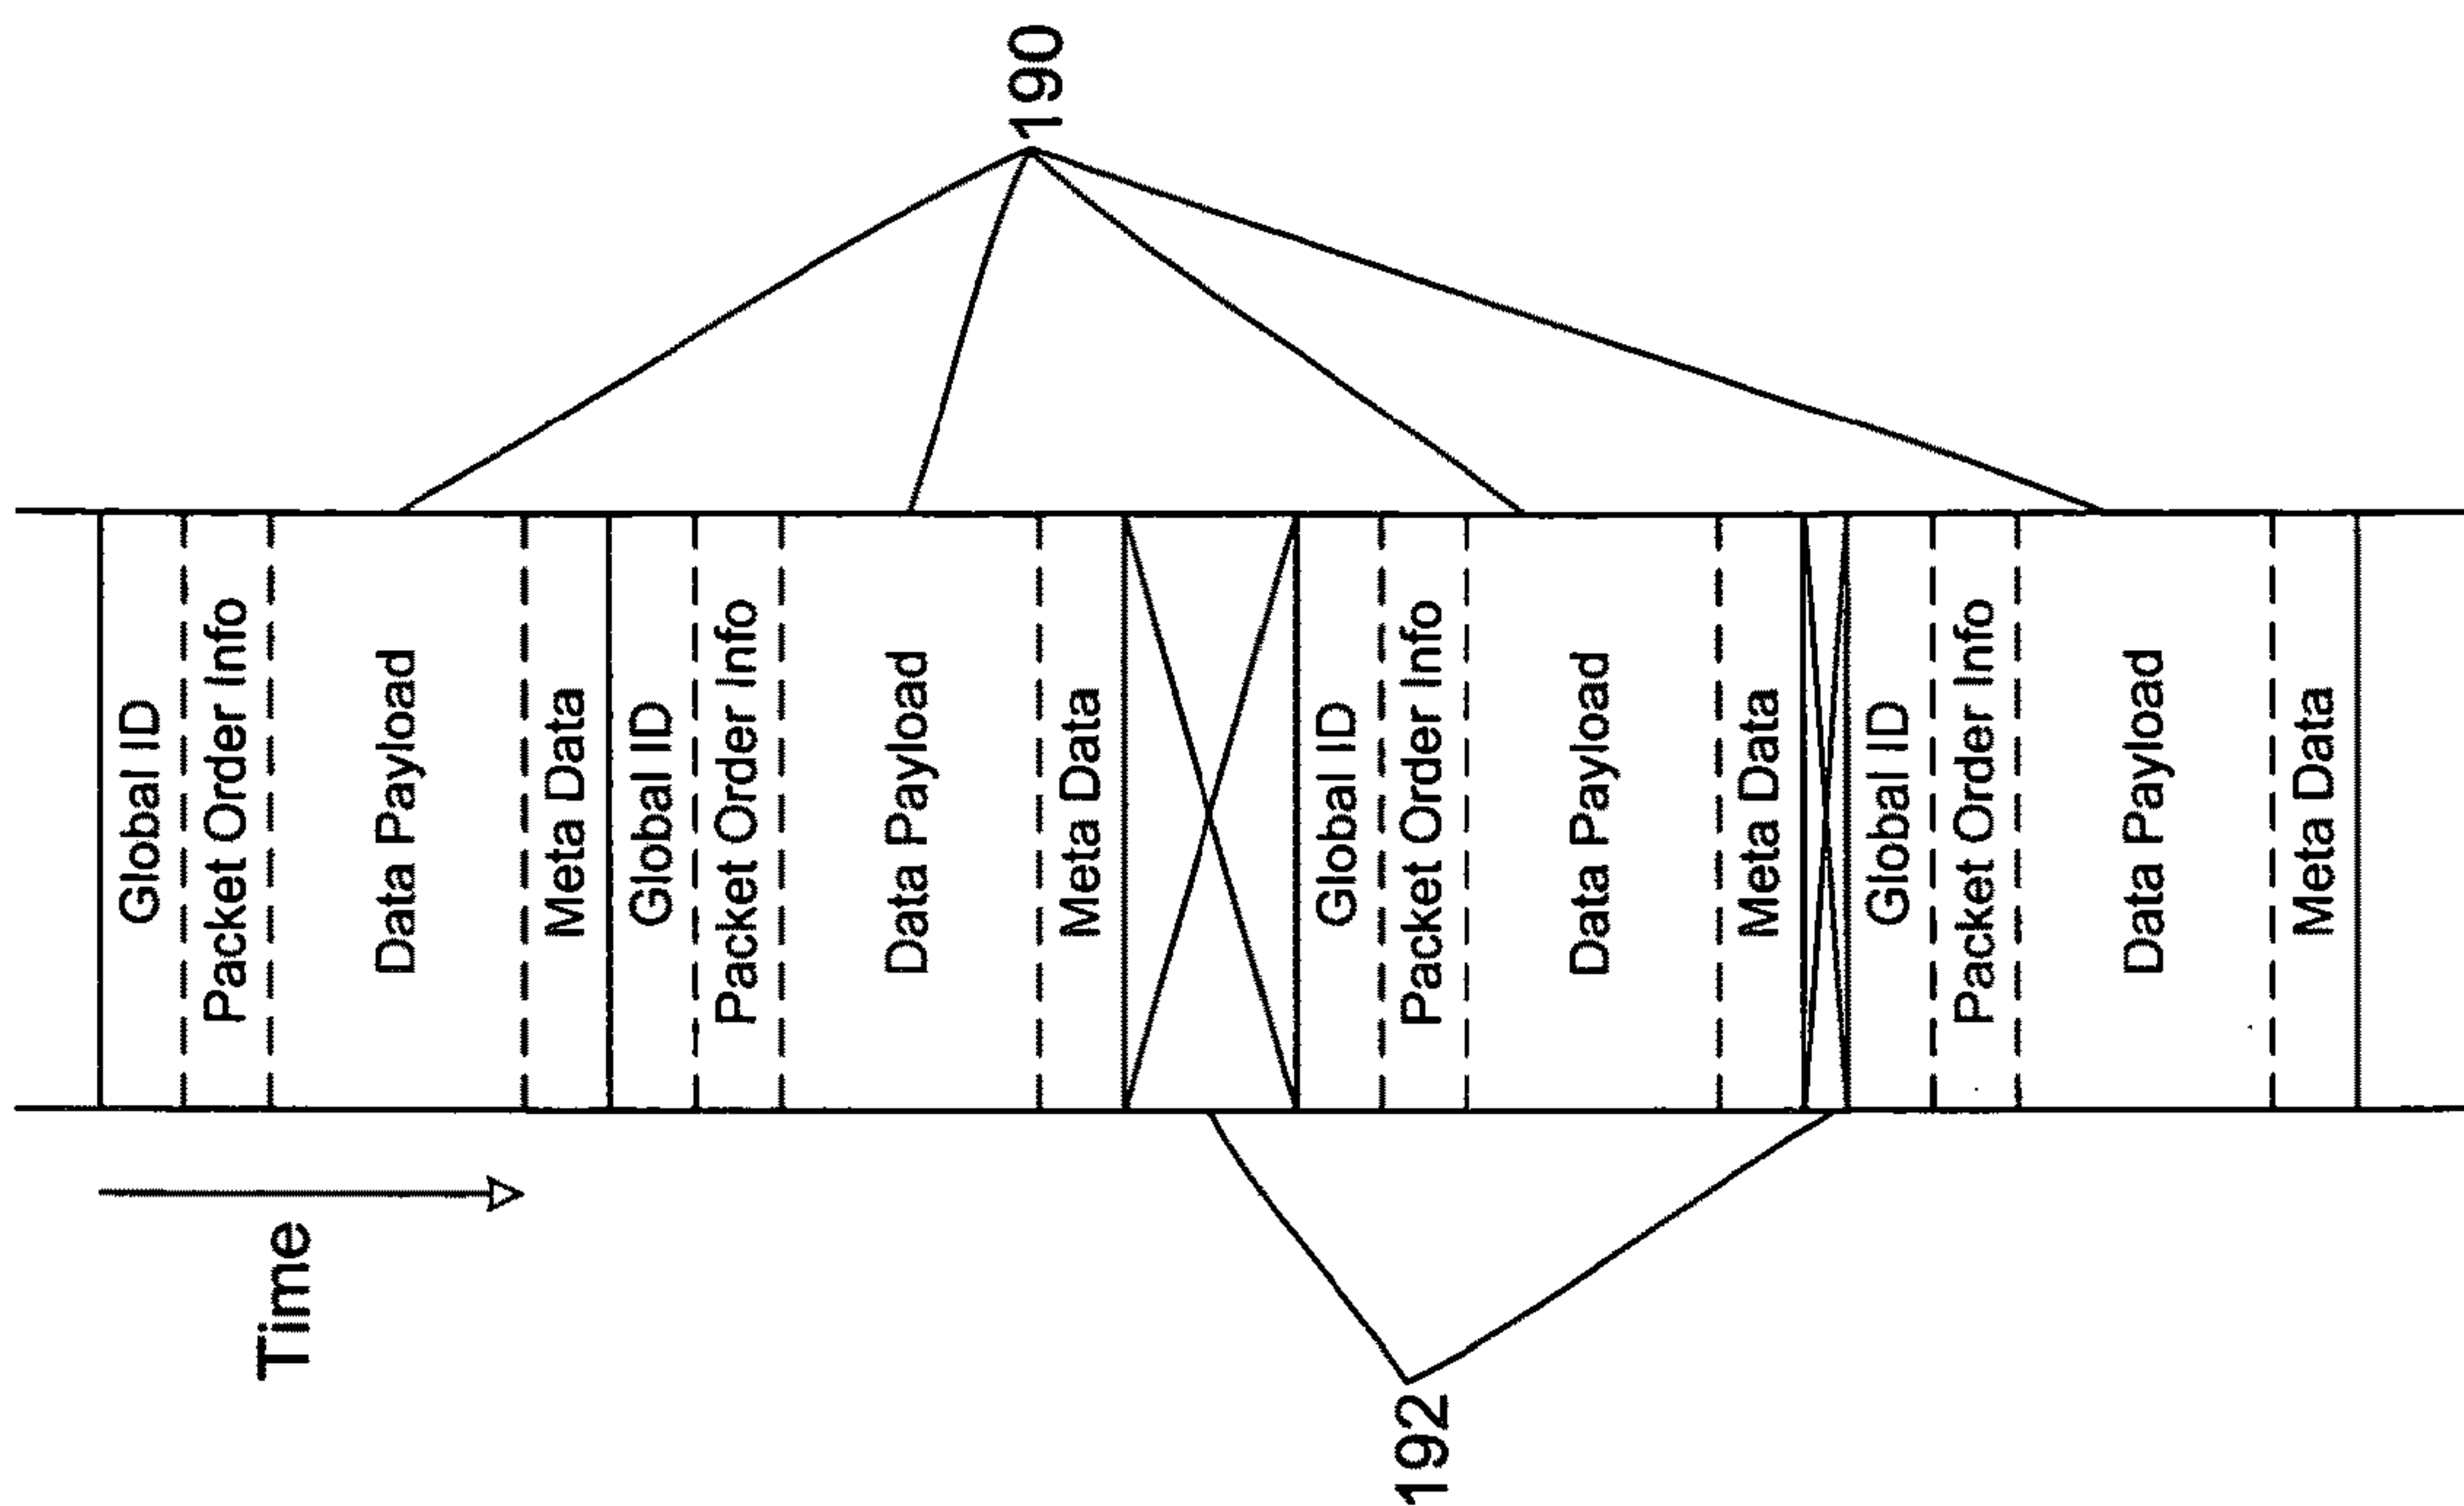 190
Global ID
Packet Order Info
Data Payload
Meta Data
Global ID
Packet Order Info
Data Payload
Meta Data
Global ID
Packet Order Info
Data Payload
Meta Data
Global ID
Packet Order Info
Data Payload
Meta Data
Time
192